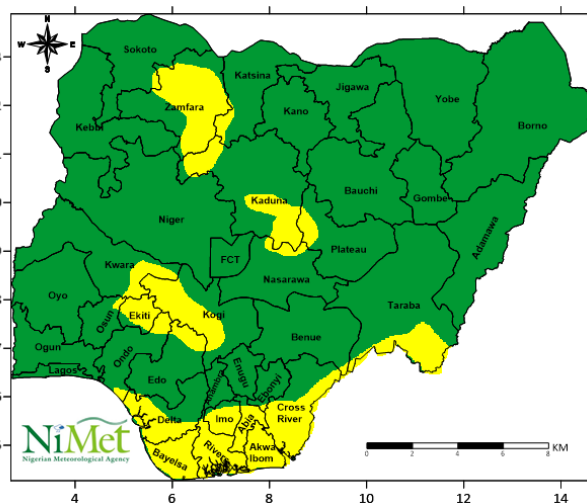 N
W E
S
Sokoto
Katsina
Jigawa
Yobe
Borno
Zamfara
Kano
Kebbi
Kaduna
Bauchi
Gombe
Niger
Adamawa
Kwara
FCT
Plateau
Nasarawa
Oyo
Osun
Ekiti
Kogi
Taraba
Benue
Ogun
Ondo
Lagos
Edo
Anambra
Enugu
Ebonyi
Delta
Imo
Abia
Cross
River
Bayelsa
Rivers
Akwa
Ibom
NiMet
Nigerian Meteorological Agency
0 2 4 8
KM
4 6 8 10 12 14